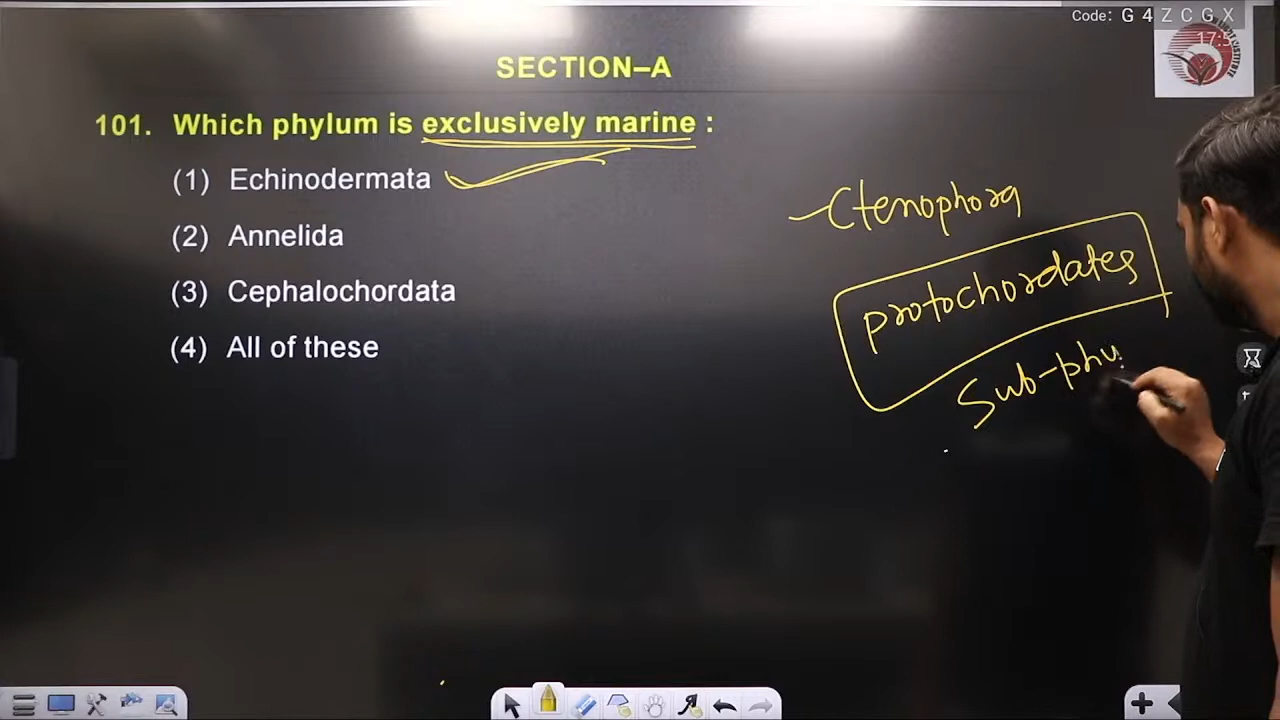 Code: G 4 Z C G X
SECTION–A
101. Which phylum is exclusively marine :
(1) Echinodermata
(2) Annelida
(3) Cephalochordata
(4) All of these
Ctenophora
protochordates
Sub-phy